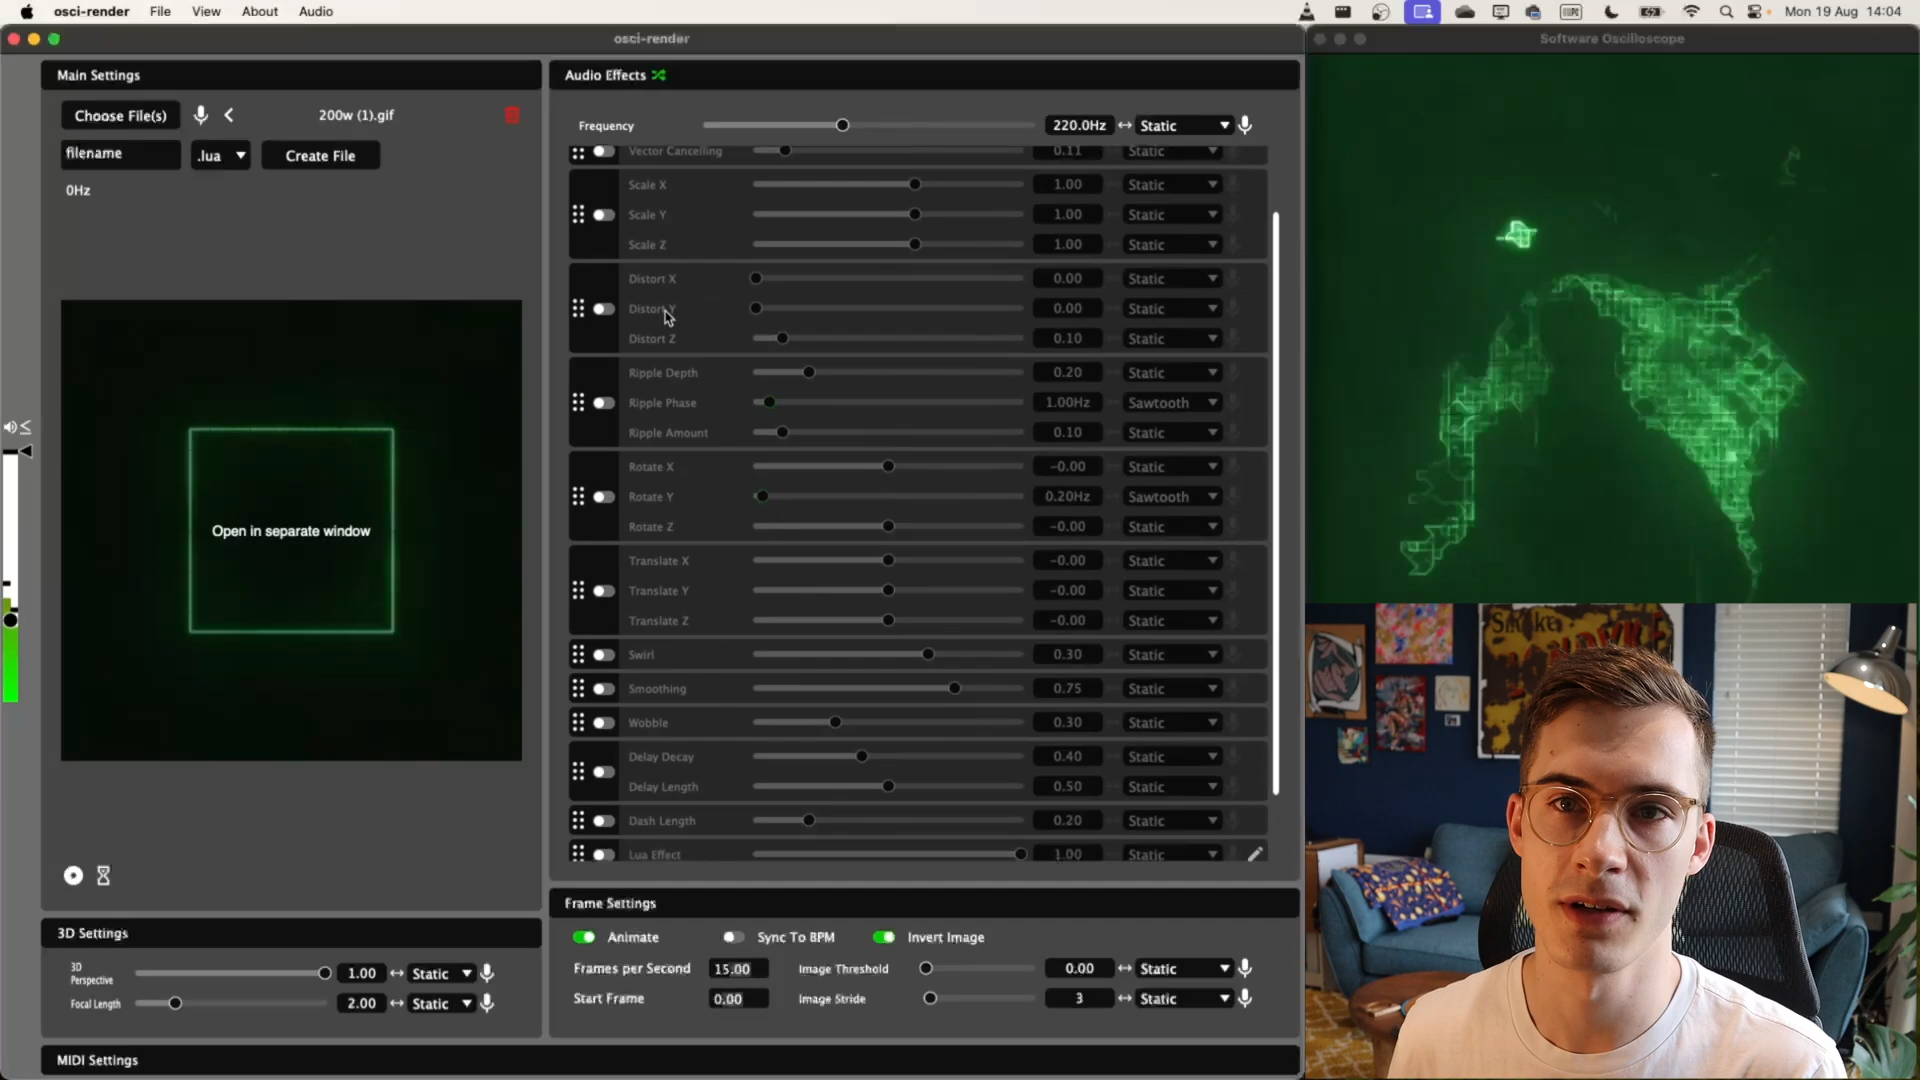 osci-render File View About Audio Mon 19 Aug 14:04
osci-render
Software Oscilloscope
Main Settings
Choose File(s) 200w (1).gif
filename .lua Create File
0Hz
Open in separate window
3D Settings
3D Perspective 1.00 Static
Focal Length 2.00 Static
MIDI Settings
Audio Effects
Frequency 220.0Hz Static
Vector Cancelling 0.11 Static
Scale X 1.00 Static
Scale Y 1.00 Static
Scale Z 1.00 Static
Distort X 0.00 Static
Distort Y 0.00 Static
Distort Z 0.10 Static
Ripple Depth 0.20 Static
Ripple Phase 1.00Hz Sawtooth
Ripple Amount 0.10 Static
Rotate X -0.00 Static
Rotate Y 0.20Hz Sawtooth
Rotate Z -0.00 Static
Translate X -0.00 Static
Translate Y -0.00 Static
Translate Z -0.00 Static
Swirl 0.30 Static
Smoothing 0.75 Static
Wobble 0.30 Static
Delay Decay 0.40 Static
Delay Length 0.50 Static
Dash Length 0.20 Static
Lua Effect 1.00 Static
Frame Settings
Animate Sync To BPM Invert Image
Frames per Second 15.00 Image Threshold 0.00 Static
Start Frame 0.00 Image Stride 3 Static
Smoke